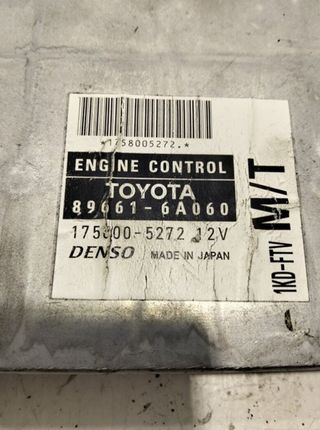 *1758005272.*
ENGINE CONTROL
TOYOTA
89661-6A060
175800-5272 12V
DENSO MADE IN JAPAN
1KD-FTV M/T